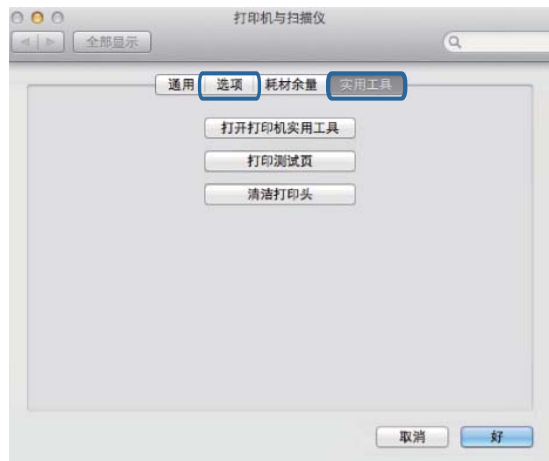 打印机与扫描仪
全部显示
通用 选项 耗材余量 实用工具
打开打印机实用工具
打印测试页
清洁打印头
取消 好